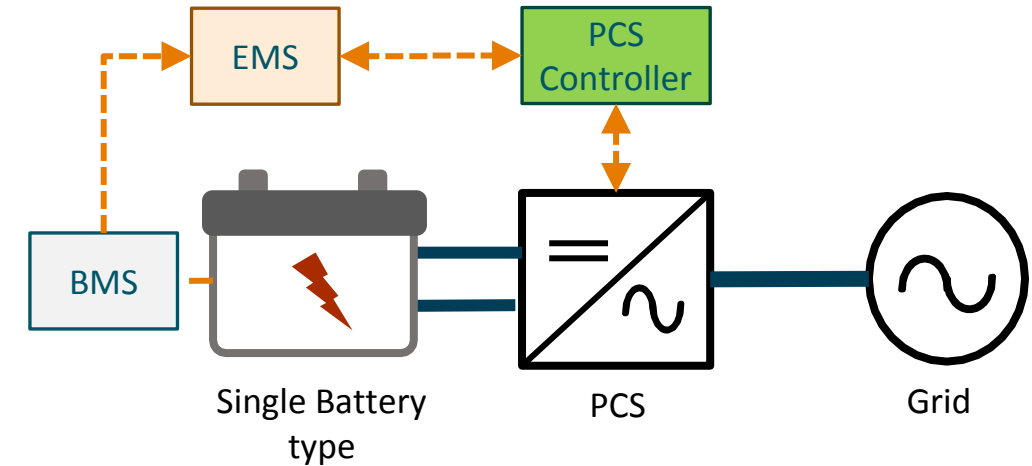 EMS
PCS
Controller
BMS
Single Battery
type
PCS
Grid